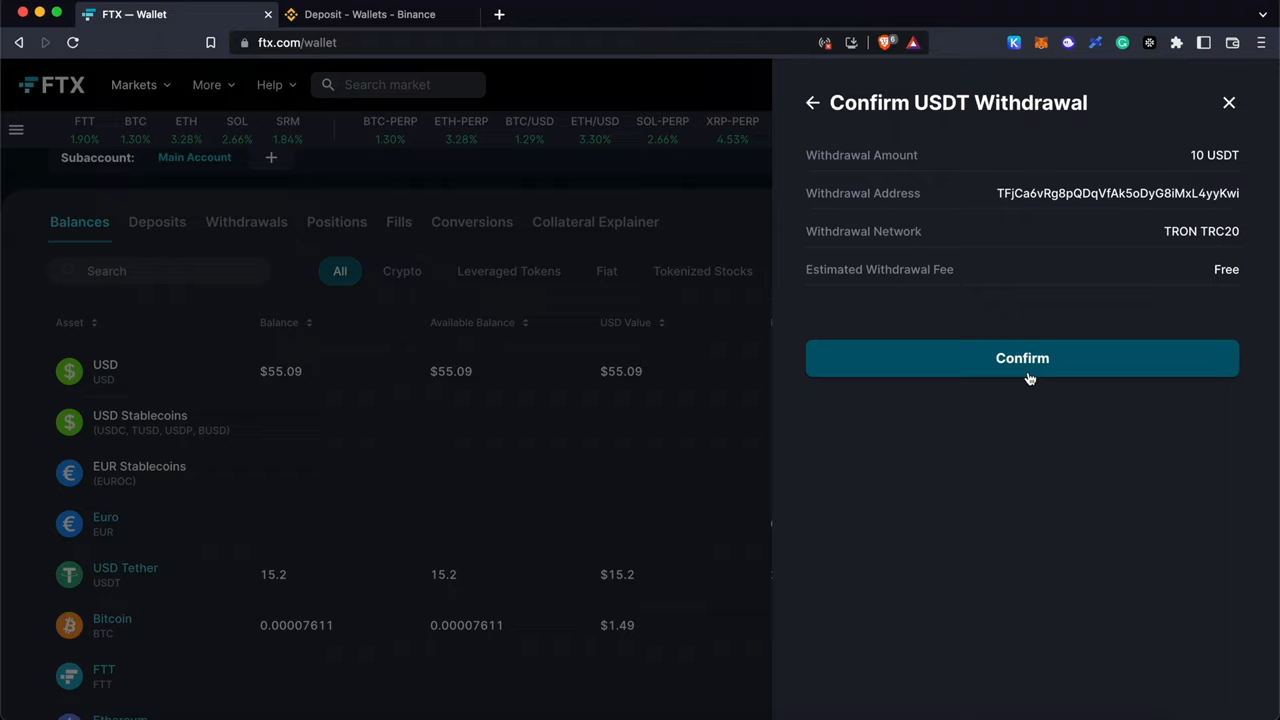 FTX — Wallet
Deposit - Wallets - Binance
ftx.com/wallet
6
FTX
Markets
More
Help
Search market
FTT BTC ETH SOL SRM BTC-PERP ETH-PERP BTC/USD ETH/USD SOL-PERP XRP-PERP
1.90% 1.30% 3.28% 2.66% 1.84% 1.30% 3.28% 1.29% 3.30% 2.66% 4.53%
Subaccount: Main Account +
Balances Deposits Withdrawals Positions Fills Conversions Collateral Explainer
Search
All Crypto Leveraged Tokens Fiat Tokenized Stocks
Asset Balance Available Balance USD Value
USD $55.09 $55.09 $55.09
USD
USD Stablecoins
(USDC, TUSD, USDP, BUSD)
EUR Stablecoins
(EUROC)
Euro
EUR
USD Tether 15.2 15.2 $15.2
USDT
Bitcoin 0.00007611 0.00007611 $1.49
BTC
FTT
FTT
Ethereum
Confirm USDT Withdrawal
Withdrawal Amount 10 USDT
Withdrawal Address TFjCa6vRg8pQDqVfAk5oDyG8iMxL4yyKwi
Withdrawal Network TRON TRC20
Estimated Withdrawal Fee Free
Confirm